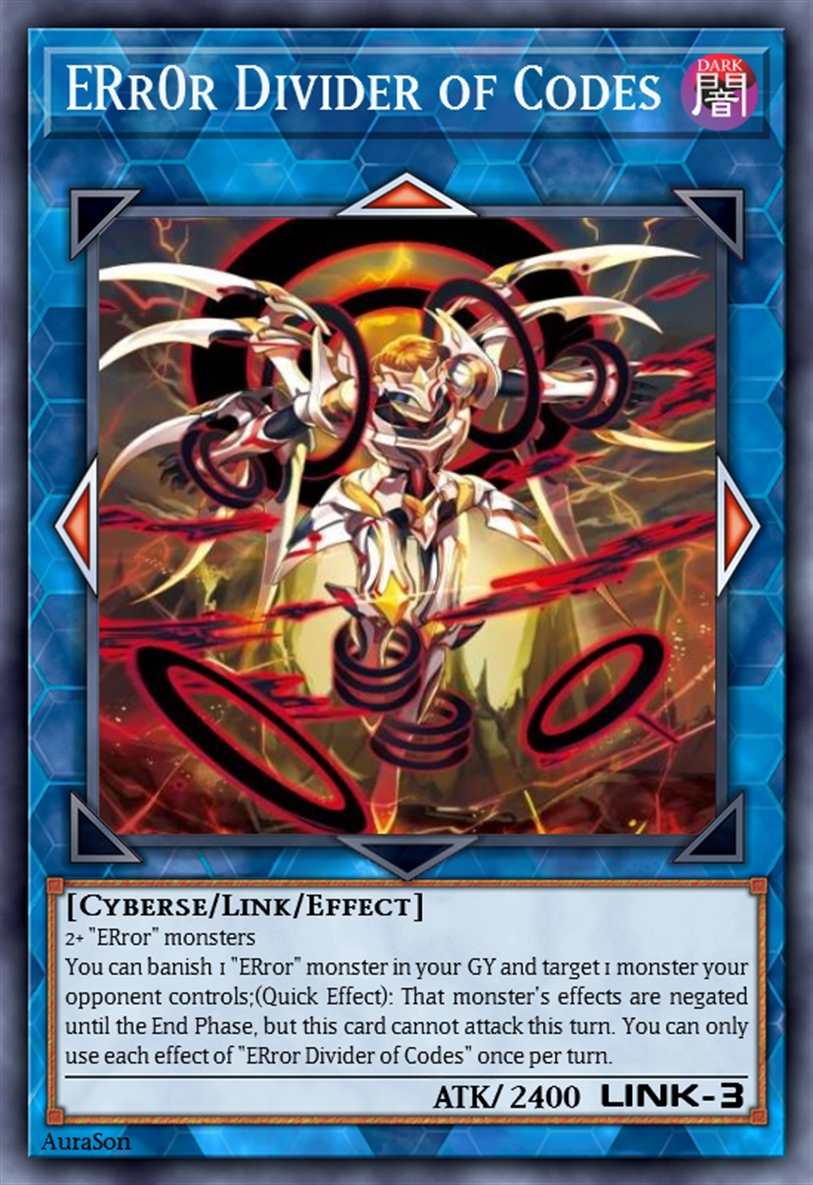 ERr0r Divider of Codes
DARK
闇
[Cyberse/Link/Effect]
2+ "ERror" monsters
You can banish 1 "ERror" monster in your GY and target 1 monster your
opponent controls;(Quick Effect): That monster's effects are negated
until the End Phase, but this card cannot attack this turn. You can only
use each effect of "ERror Divider of Codes" once per turn.
ATK/ 2400 LINK-3
AuraSon